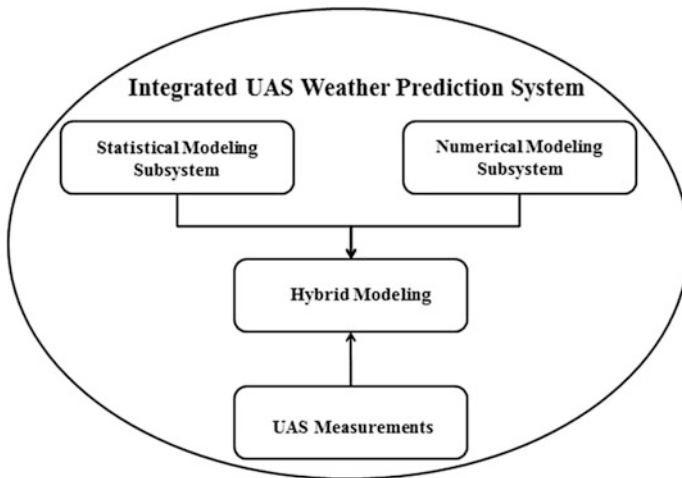 Integrated UAS Weather Prediction System
Statistical Modeling
Subsystem
Numerical Modeling
Subsystem
Hybrid Modeling
UAS Measurements